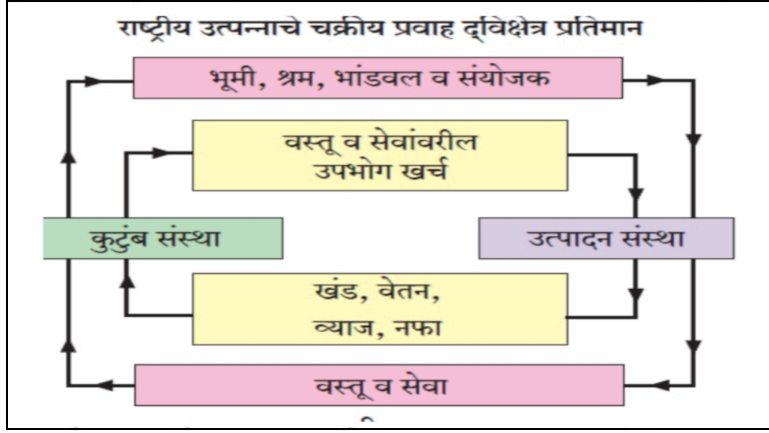 राष्ट्रीय उत्पन्नाचे चक्रीय प्रवाह द्विक्षेत्र प्रतिमान
भूमी, श्रम, भांडवल व संयोजक
वस्तू व सेवांवरील
उपभोग खर्च
कुटुंब संस्था
उत्पादन संस्था
खंड, वेतन,
व्याज, नफा
वस्तू व सेवा